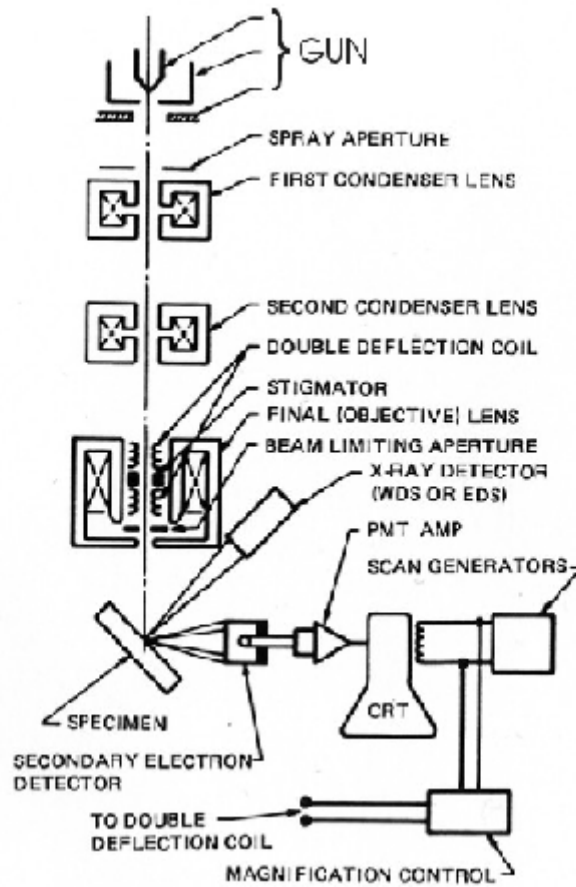 GUN
SPRAY APERTURE
FIRST CONDENSER LENS
SECOND CONDENSER LENS
DOUBLE DEFLECTION COIL
STIGMATOR
FINAL (OBJECTIVE) LENS
BEAM LIMITING APERTURE
X-RAY DETECTOR
(WDS OR EDS)
PMT AMP
SCAN GENERATORS
CRT
SPECIMEN
SECONDARY ELECTRON
DETECTOR
TO DOUBLE
DEFLECTION COIL
MAGNIFICATION CONTROL